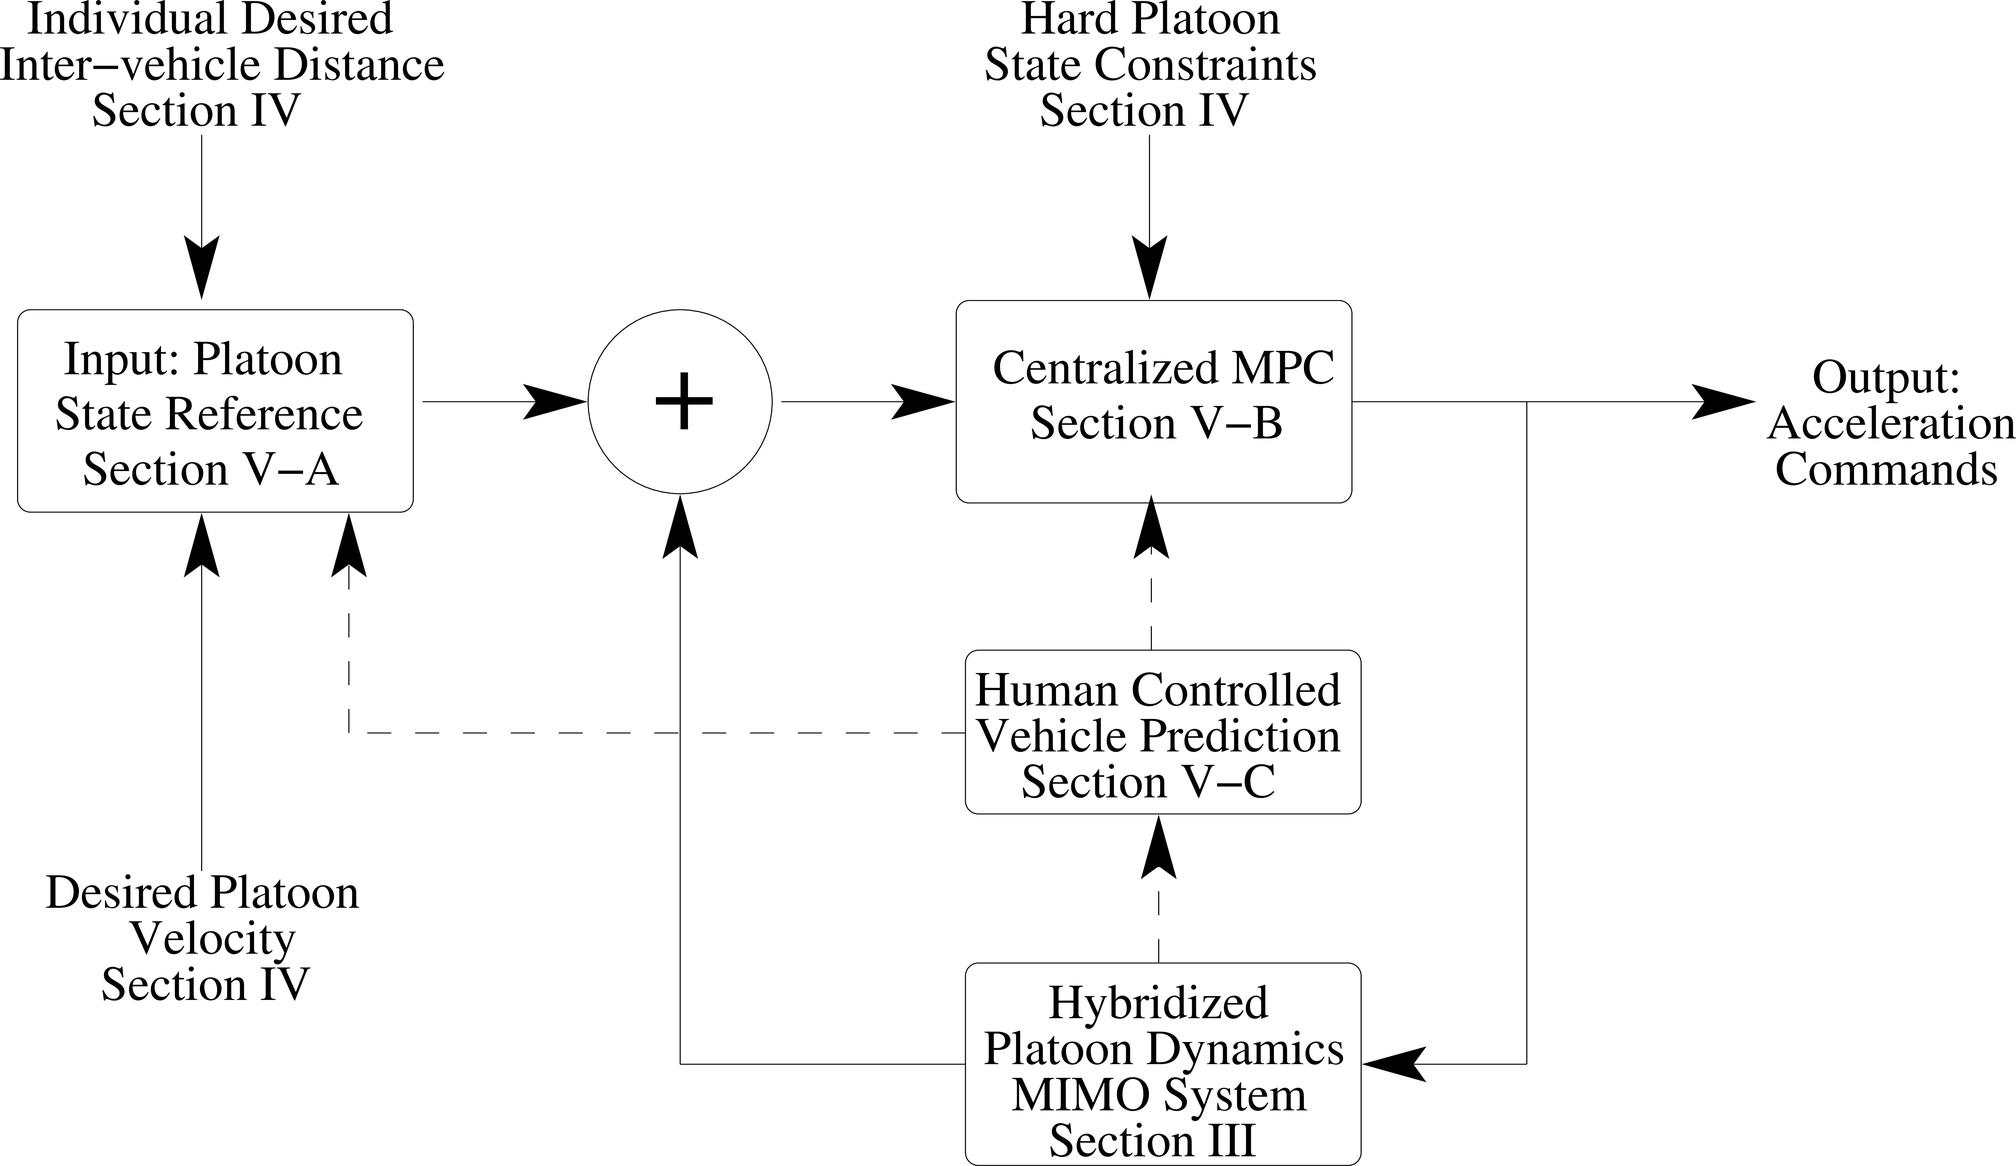 Individual Desired
Inter−vehicle Distance
Section IV
Hard Platoon
State Constraints
Section IV
Input: Platoon
State Reference
Section V−A
+
Centralized MPC
Section V−B
Output:
Acceleration
Commands
Human Controlled
Vehicle Prediction
Section V−C
Desired Platoon
Velocity
Section IV
Hybridized
Platoon Dynamics
MIMO System
Section III